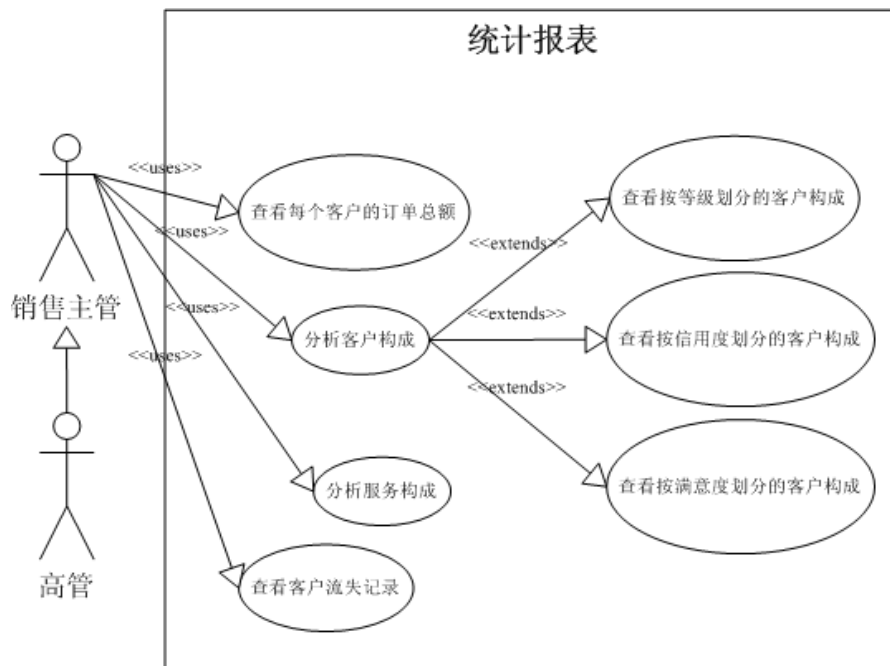 统计报表
<<uses>>
查看每个客户的订单总额
查看按等级划分的客户构成
<<uses>>
<<extends>>
销售主管
<<uses>>
<<extends>>
分析客户构成
查看按信用度划分的客户构成
<<uses>>
<<extends>>
分析服务构成
查看按满意度划分的客户构成
高管
查看客户流失记录